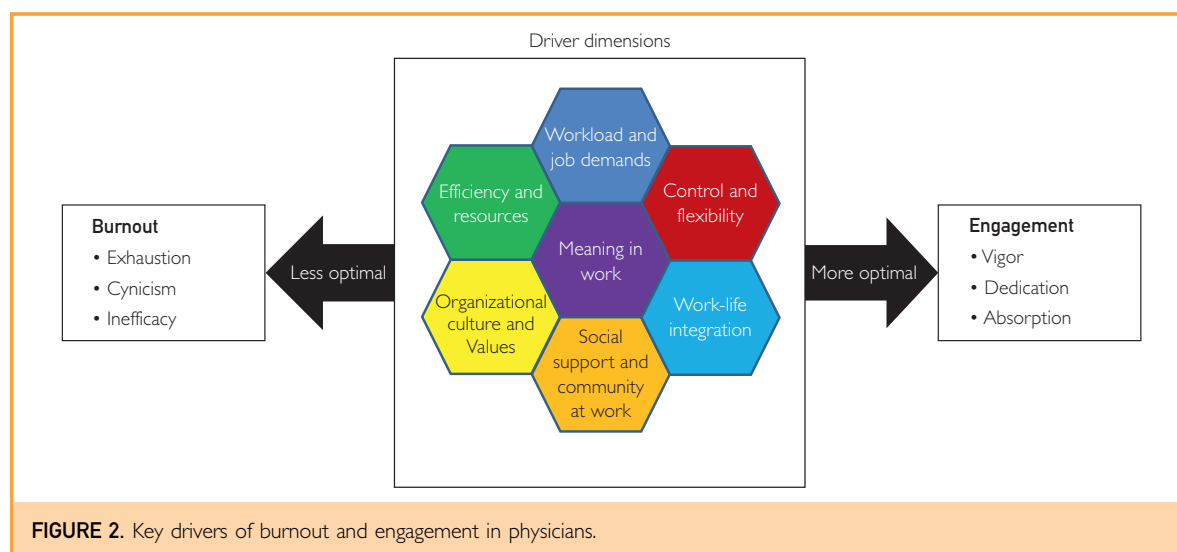 Driver dimensions
Workload and
job demands
Efficiency and
resources
Control and
flexibility
Meaning in
work
Organizational
culture and
Values
Work-life
integration
Social
support and
community
at work
Burnout
• Exhaustion
• Cynicism
• Inefficacy
Less optimal
More optimal
Engagement
• Vigor
• Dedication
• Absorption
FIGURE 2. Key drivers of burnout and engagement in physicians.